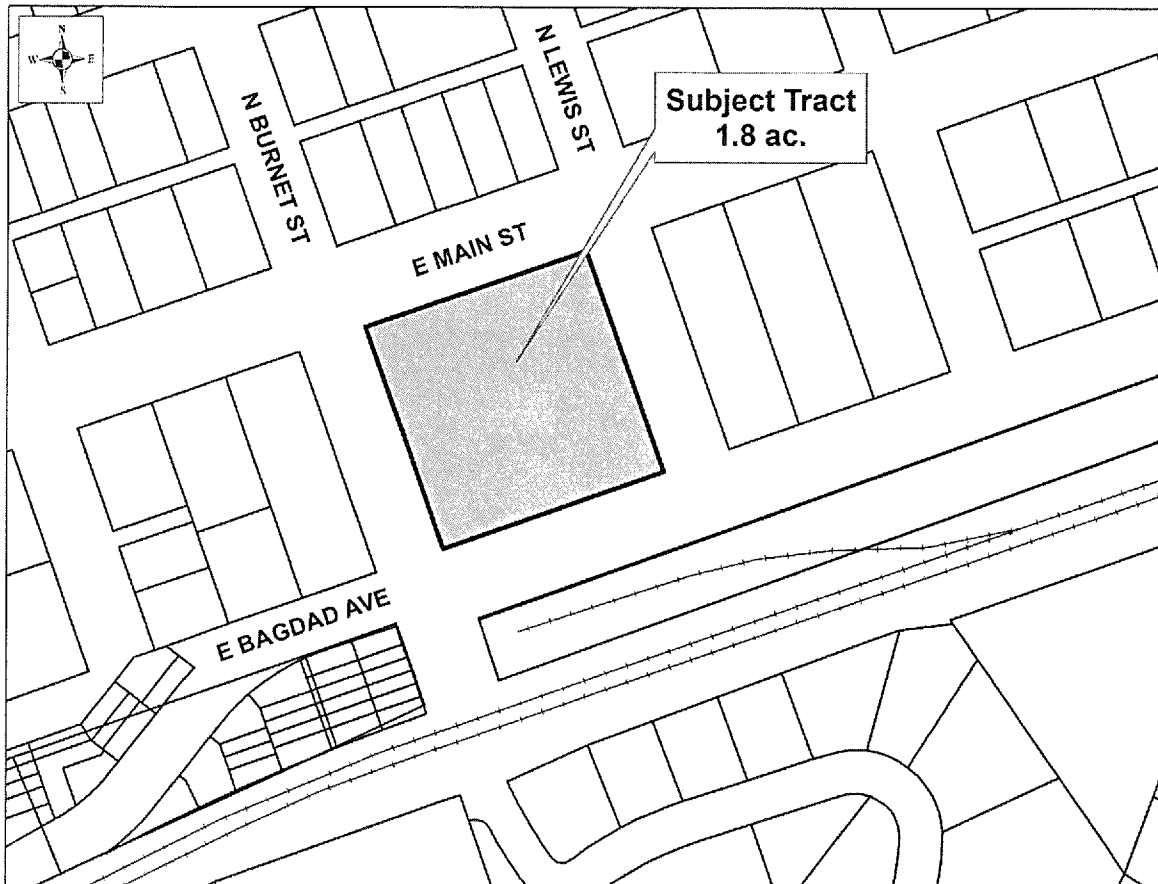 N
W E
S
N BURNET ST
N LEWIS ST
Subject Tract
1.8 ac.
E MAIN ST
E BAGDAD AVE